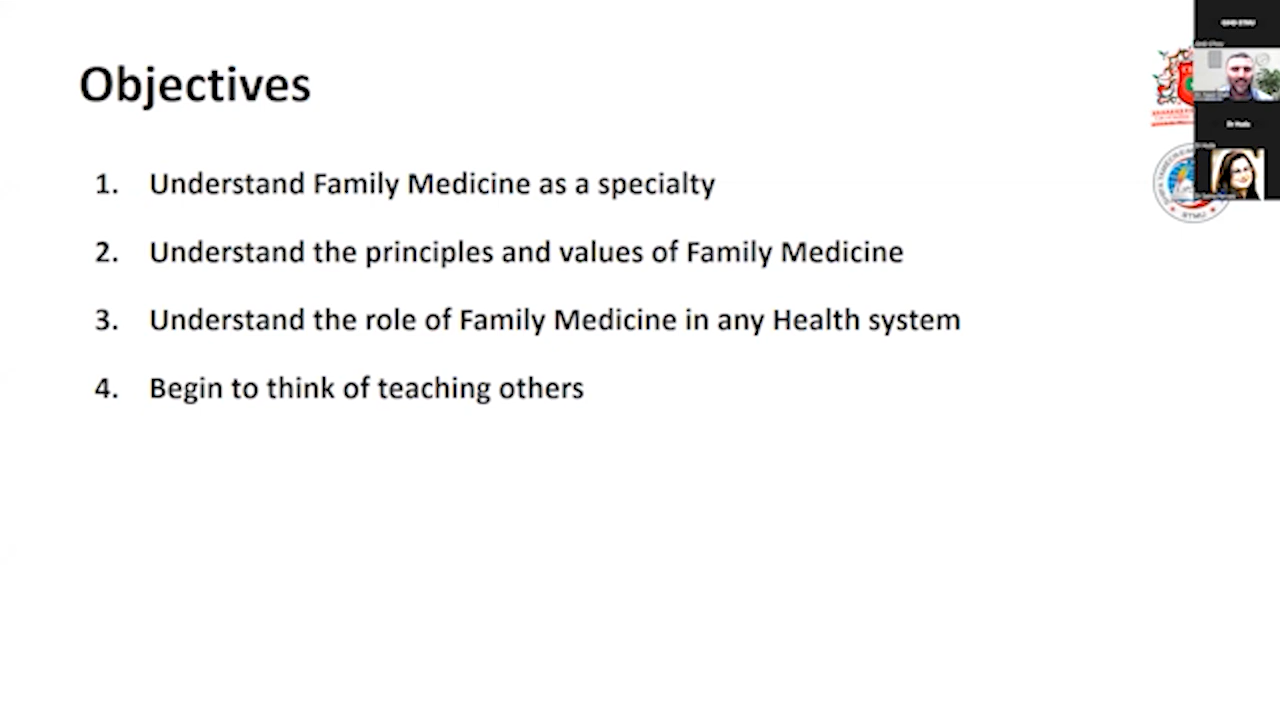 Objectives
1. Understand Family Medicine as a specialty
2. Understand the principles and values of Family Medicine
3. Understand the role of Family Medicine in any Health system
4. Begin to think of teaching others
STMU